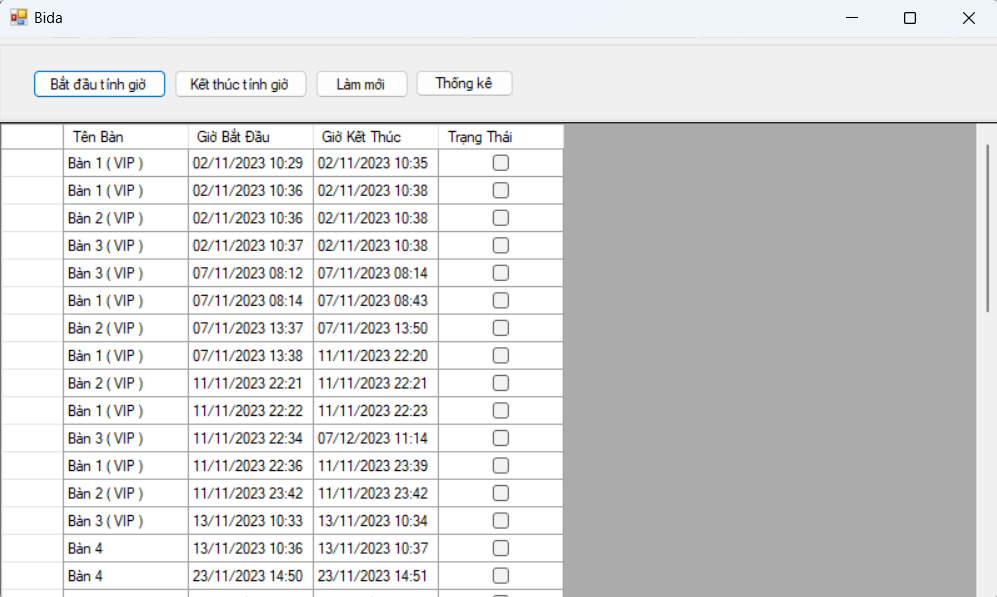 Bida
Bắt đầu tính giờ Kết thúc tính giờ Làm mới Thống kê
Tên Bàn Giờ Bắt Đầu Giờ Kết Thúc Trạng Thái
Bàn 1 ( VIP ) 02/11/2023 10:29 02/11/2023 10:35
Bàn 1 ( VIP ) 02/11/2023 10:36 02/11/2023 10:38
Bàn 2 ( VIP ) 02/11/2023 10:36 02/11/2023 10:38
Bàn 3 ( VIP ) 02/11/2023 10:37 02/11/2023 10:38
Bàn 3 ( VIP ) 07/11/2023 08:12 07/11/2023 08:14
Bàn 1 ( VIP ) 07/11/2023 08:14 07/11/2023 08:43
Bàn 2 ( VIP ) 07/11/2023 13:37 07/11/2023 13:50
Bàn 1 ( VIP ) 07/11/2023 13:38 11/11/2023 22:20
Bàn 2 ( VIP ) 11/11/2023 22:21 11/11/2023 22:21
Bàn 1 ( VIP ) 11/11/2023 22:22 11/11/2023 22:23
Bàn 3 ( VIP ) 11/11/2023 22:34 07/12/2023 11:14
Bàn 1 ( VIP ) 11/11/2023 22:36 11/11/2023 23:39
Bàn 2 ( VIP ) 11/11/2023 23:42 11/11/2023 23:42
Bàn 3 ( VIP ) 13/11/2023 10:33 13/11/2023 10:34
Bàn 4 13/11/2023 10:36 13/11/2023 10:37
Bàn 4 23/11/2023 14:50 23/11/2023 14:51